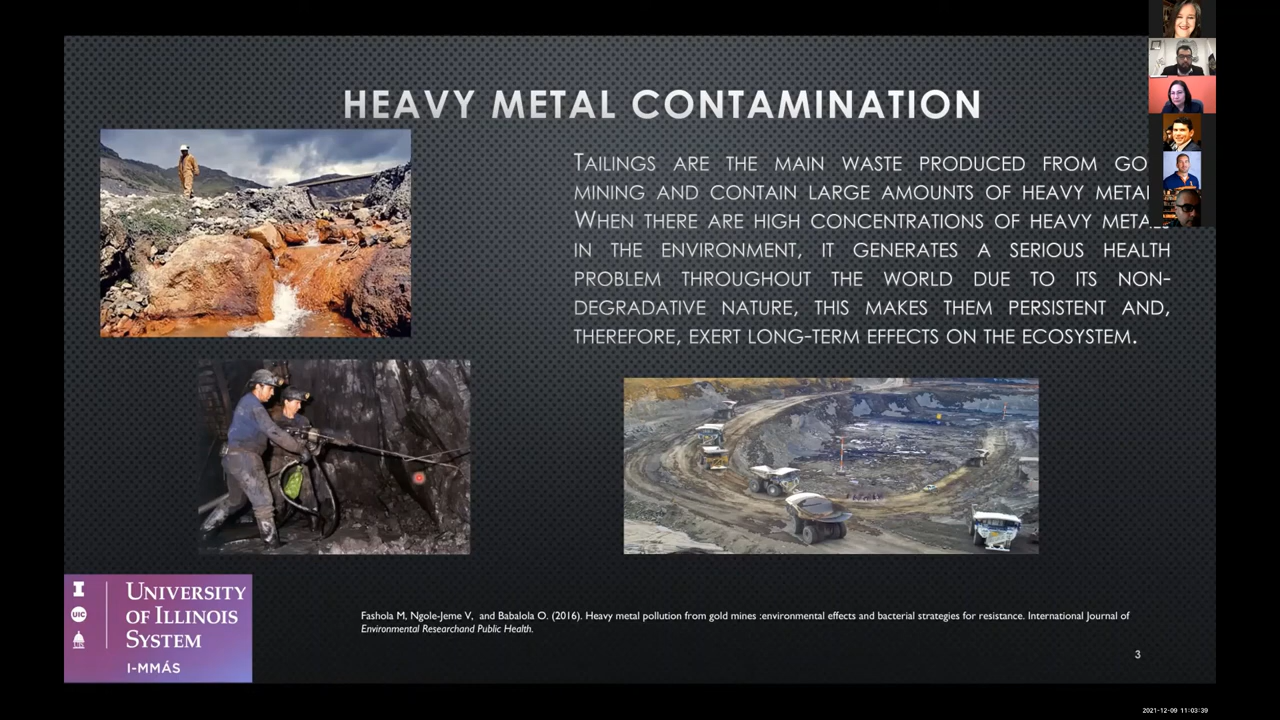 HEAVY METAL CONTAMINATION
TAILINGS ARE THE MAIN WASTE PRODUCED FROM
MINING AND CONTAIN LARGE AMOUNTS OF HEAVY
WHEN THERE ARE HIGH CONCENTRATIONS OF HEAVY
IN THE ENVIRONMENT, IT GENERATES A SERIOUS HEALTH
PROBLEM THROUGHOUT THE WORLD DUE TO ITS NON-
DEGRADATIVE NATURE, THIS MAKES THEM PERSISTENT AND,
THEREFORE, EXERT LONG-TERM EFFECTS ON THE ECOSYSTEM.
I
UIC
UNIVERSITY
OF ILLINOIS
SYSTEM
I-MMÁS
Fashola M, Ngole-Jeme V, and Babalola O. (2016). Heavy metal pollution from gold mines :environmental effects and bacterial strategies for resistance. International Journal of
Environmental Researchand Public Health.
3
2021-12-09 11:03:39